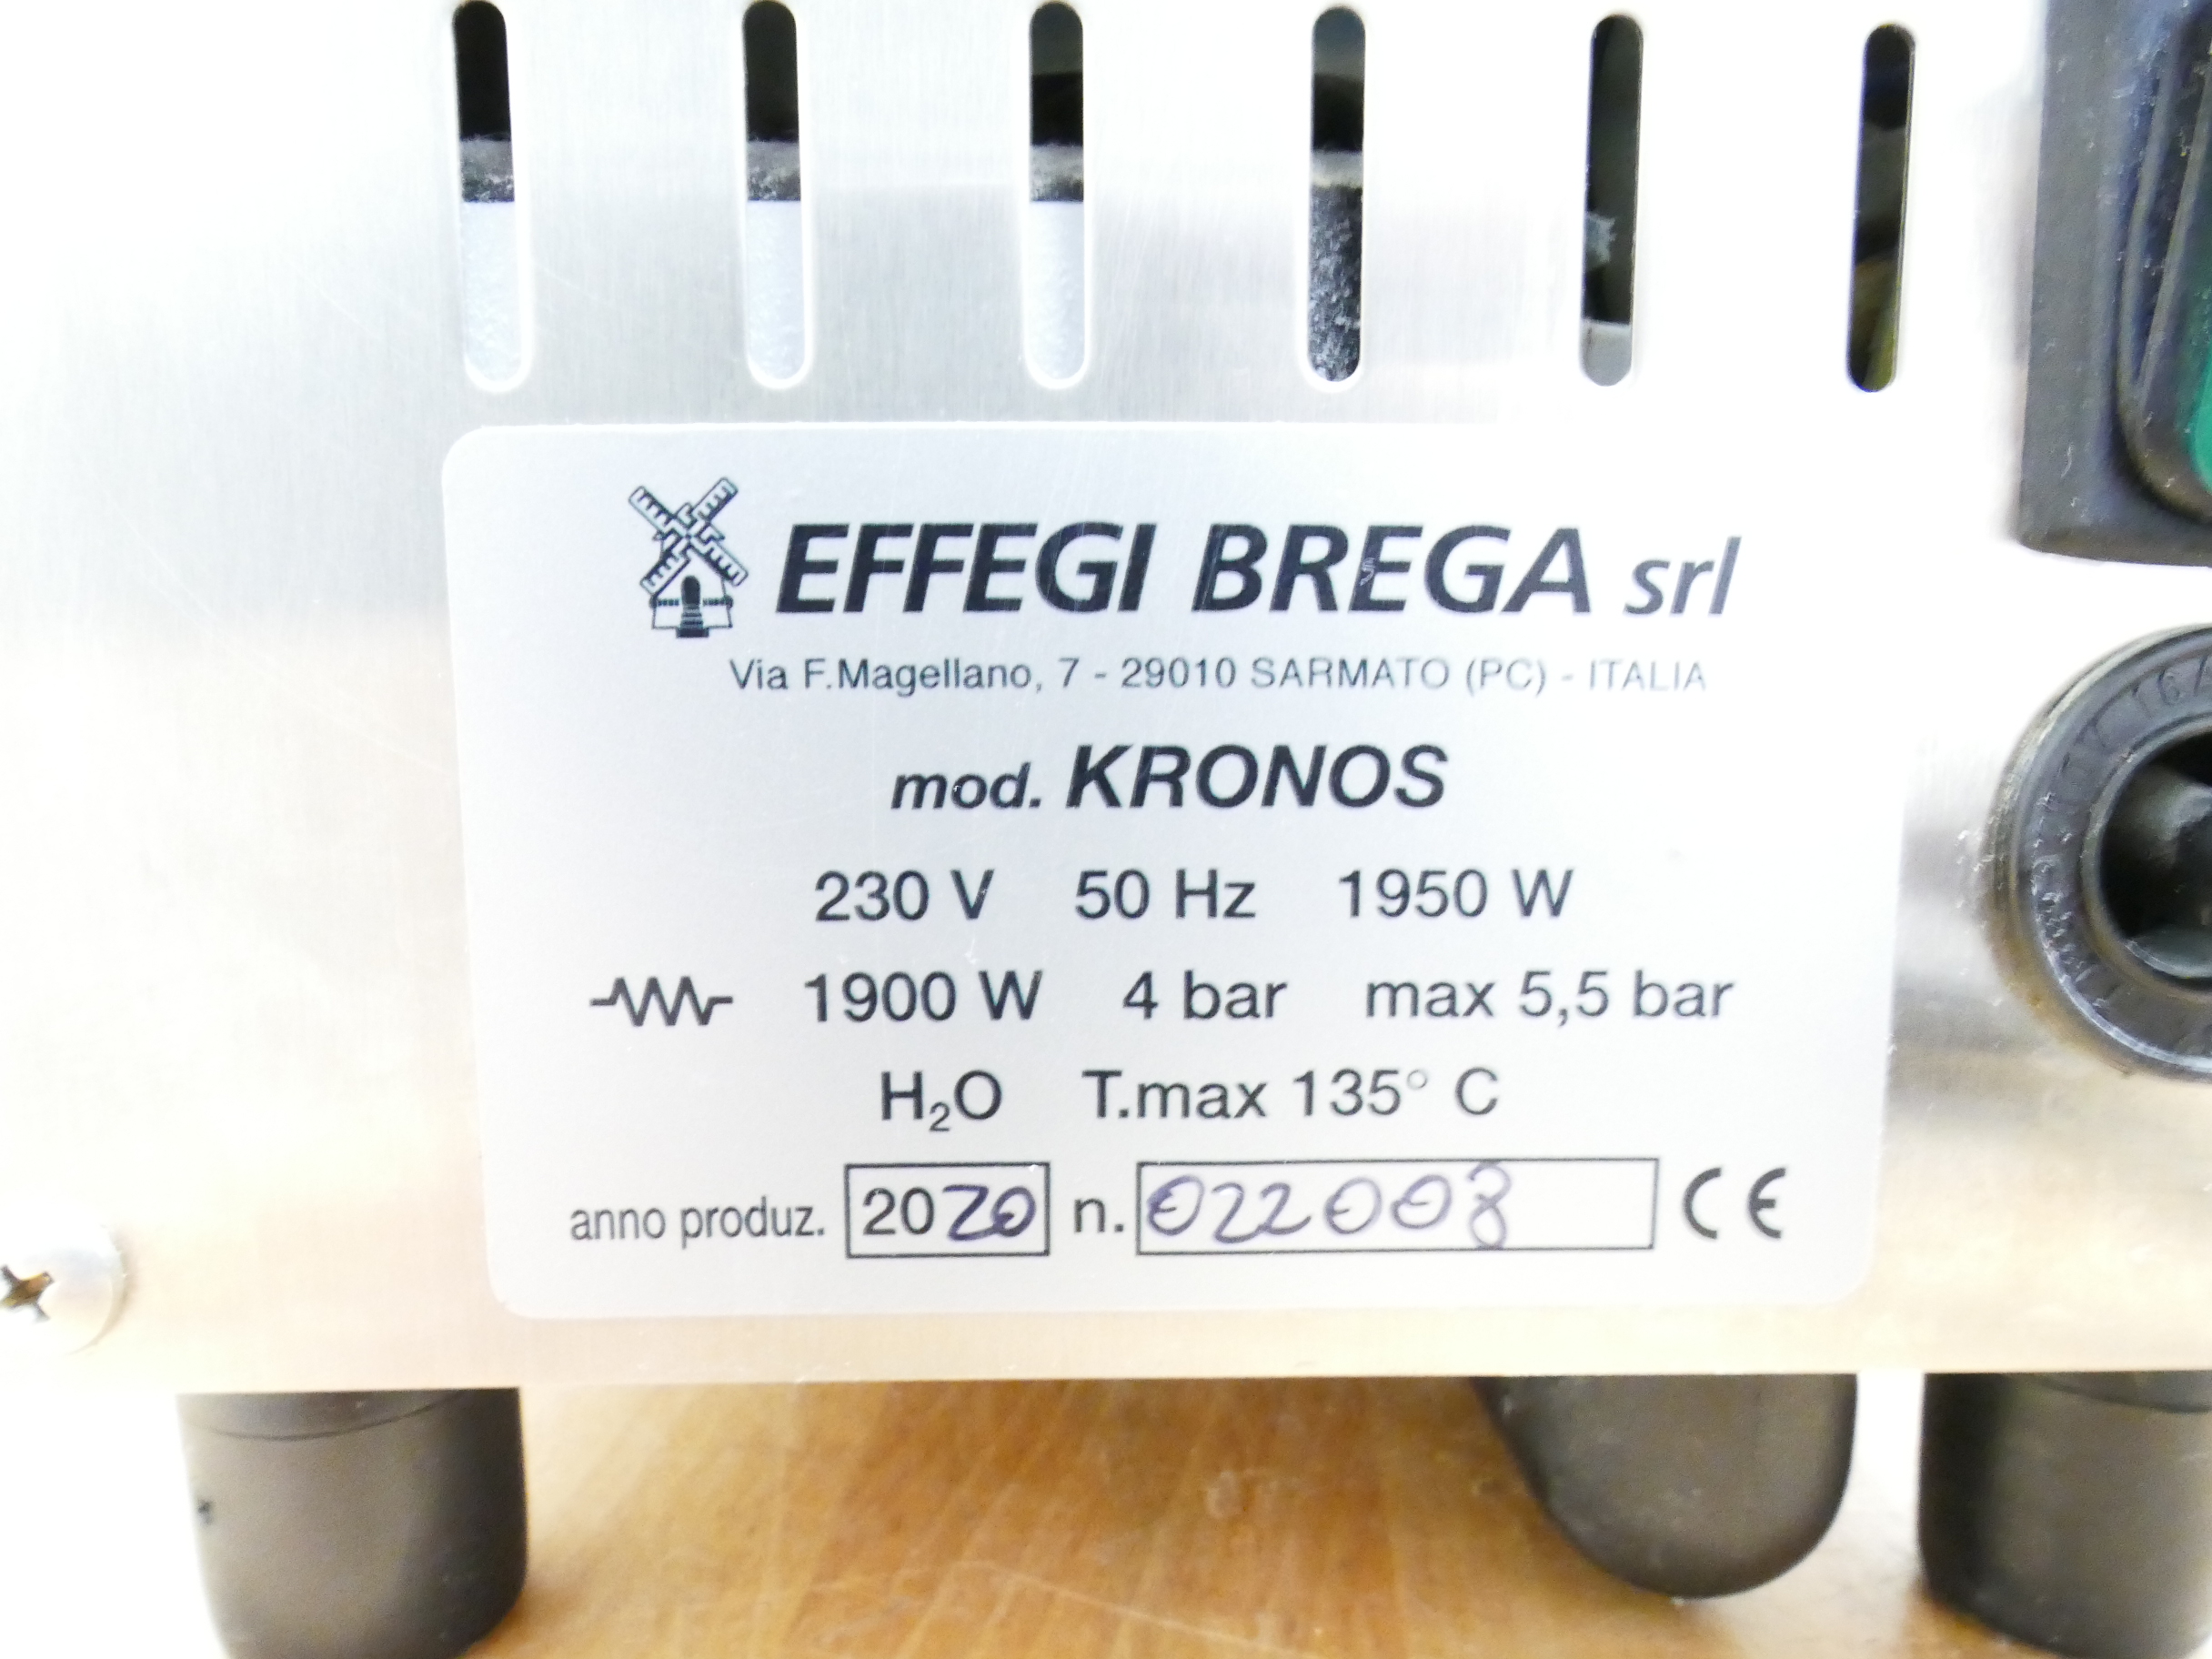 EFFEGI BREGA srl
Via F.Magellano, 7 - 29010 SARMATO (PC) - ITALIA
mod. KRONOS
230 V 50 Hz 1950 W
1900 W 4 bar max 5,5 bar
H₂O T.max 135° C
anno produz. 2020 n. 022008 CE